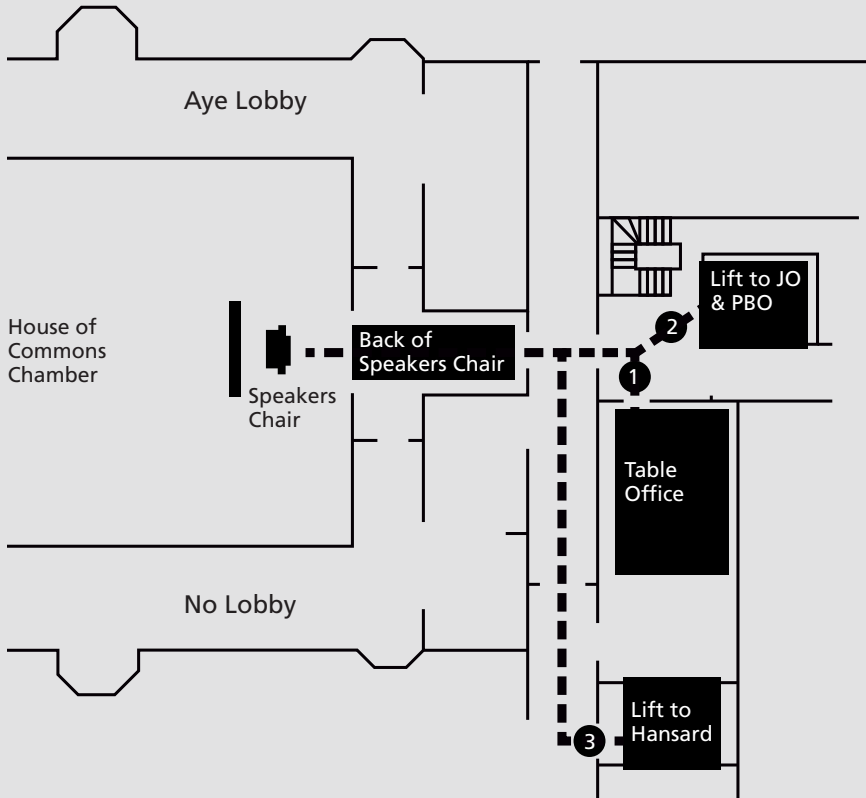 Aye Lobby
Lift to JO
& PBO
2
House of
Commons
Chamber
Back of
Speakers Chair
1
Speakers
Chair
Table
Office
No Lobby
Lift to
Hansard
3